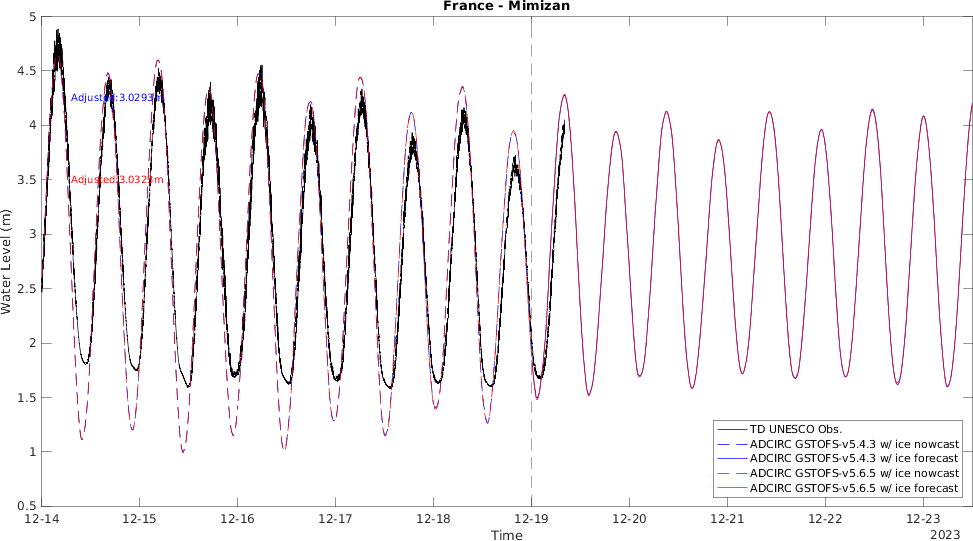 France - Mimizan
5
4.5
4
3.5
3
2.5
2
1.5
1
0.5
Water Level (m)
Adjusted:3.0293m
Adjusted:3.0323m
TD UNESCO Obs.
ADCIRC GSTOFS-v5.4.3 w/ ice nowcast
ADCIRC GSTOFS-v5.4.3 w/ ice forecast
ADCIRC GSTOFS-v5.6.5 w/ ice nowcast
ADCIRC GSTOFS-v5.6.5 w/ ice forecast
12-14 12-15 12-16 12-17 12-18 12-19 12-20 12-21 12-22 12-23
Time
2023